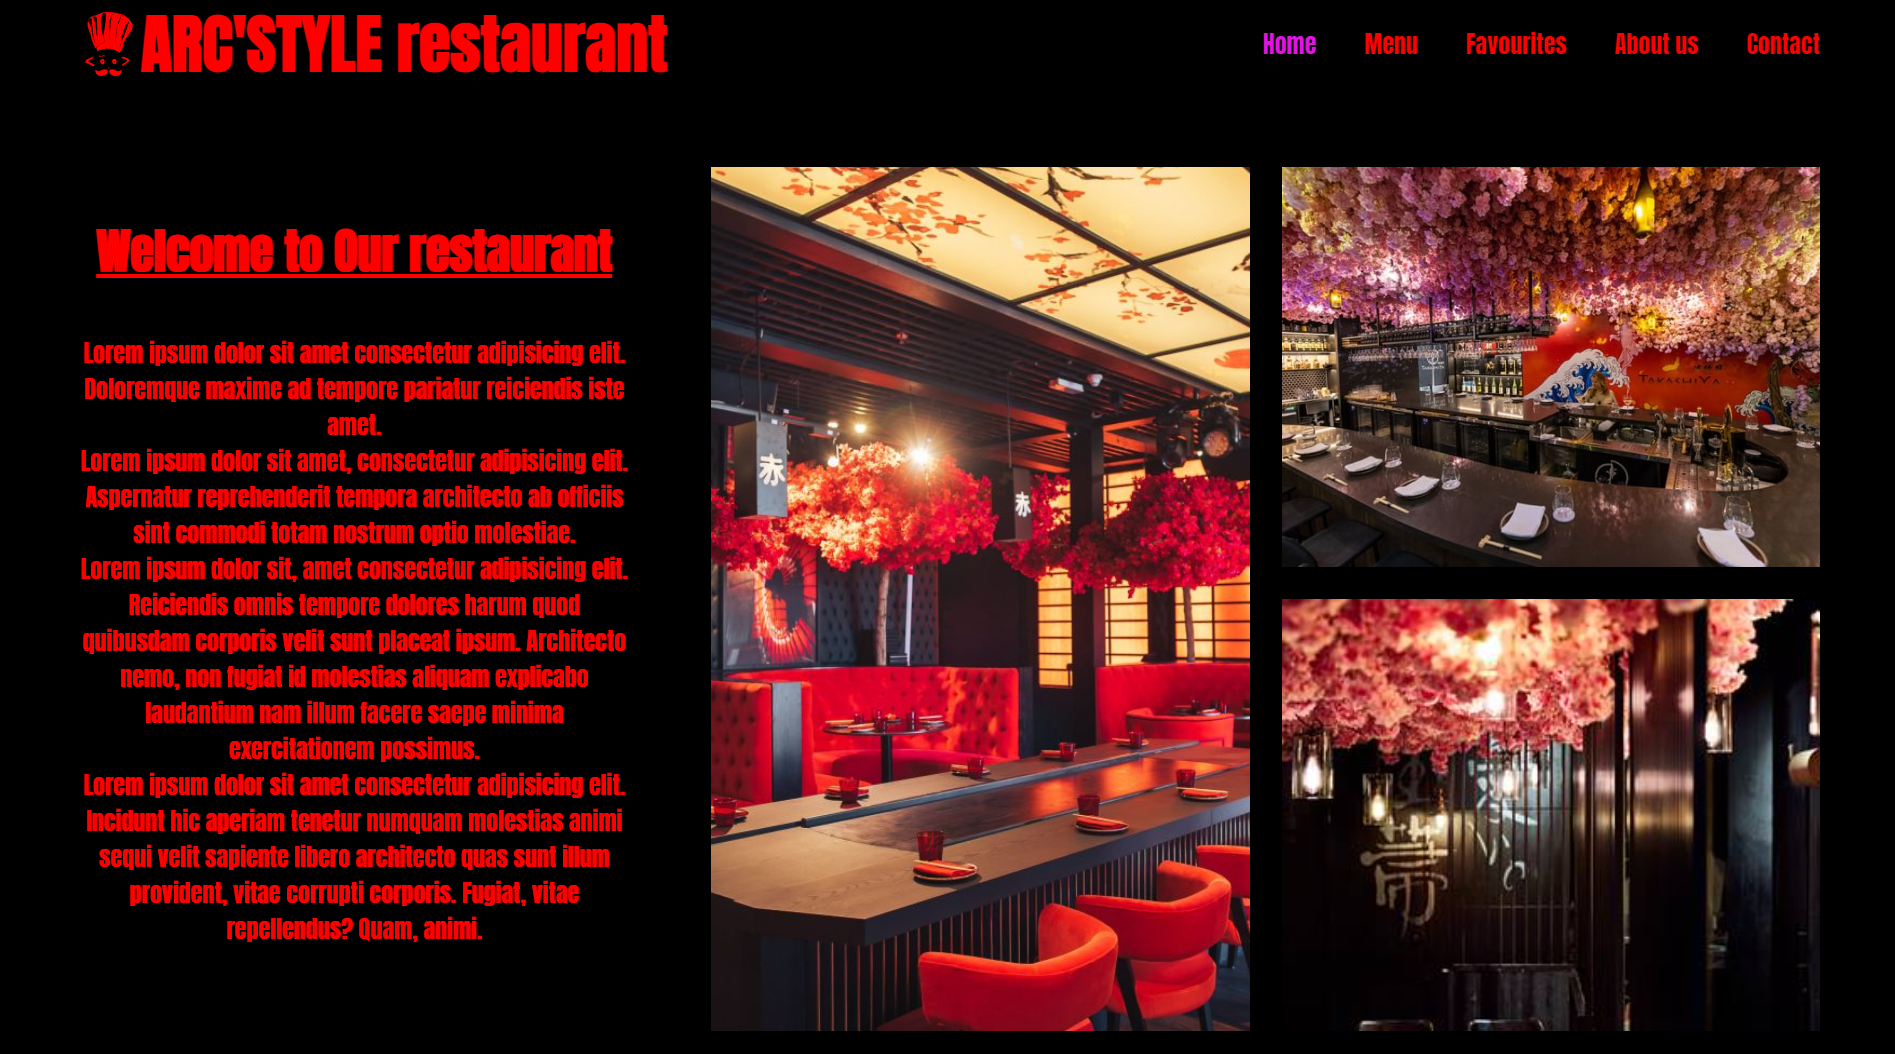 ARC'STYLE restaurant
Home
Menu
Favourites
About us
Contact
Welcome to Our restaurant
Lorem ipsum dolor sit amet consectetur adipisicing elit.
Doloremque maxime ad tempore pariatur reiciendis iste
amet.
Lorem ipsum dolor sit amet, consectetur adipisicing elit.
Aspernatur reprehenderit tempora architecto ab officiis
sint commodi totam nostrum optio molestiae.
Lorem ipsum dolor sit, amet consectetur adipisicing elit.
Reiciendis omnis tempore dolores harum quod
quibusdam corporis velit sunt placeat ipsum. Architecto
nemo, non fugiat id molestias aliquam explicabo
laudantium nam illum facere saepe minima
exercitationem possimus.
Lorem ipsum dolor sit amet consectetur adipisicing elit.
Incidunt hic aperiam tenetur numquam molestias animi
sequi velit sapiente libero architecto quas sunt illum
provident, vitae corrupti corporis. Fugiat, vitae
repellendus? Quam, animi.
赤
赤
TAKASHIYA